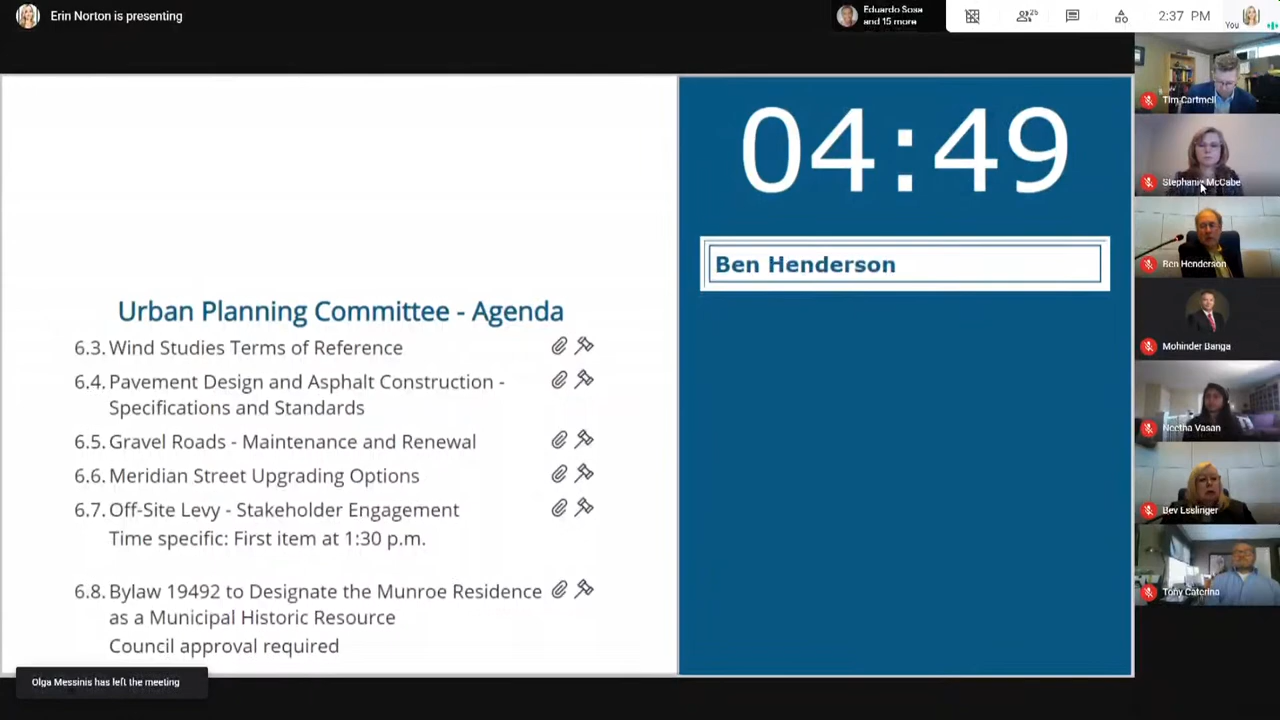 Erin Norton is presenting
Eduardo Sosa
and 15 more
25
2:37 PM
You
04:49
Ben Henderson
Urban Planning Committee - Agenda
6.3. Wind Studies Terms of Reference
6.4. Pavement Design and Asphalt Construction -
Specifications and Standards
6.5. Gravel Roads - Maintenance and Renewal
6.6. Meridian Street Upgrading Options
6.7. Off-Site Levy - Stakeholder Engagement
Time specific: First item at 1:30 p.m.
6.8. Bylaw 19492 to Designate the Munroe Residence
as a Municipal Historic Resource
Council approval required
Tim Cartmell
Stephanie McCabe
Ben Henderson
Mohinder Banga
Neetha Vasan
Bev Esslinger
Tony Caterina
Olga Messinis has left the meeting